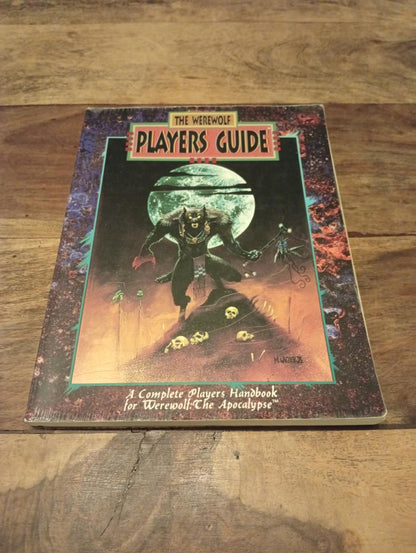 THE WEREWOLF
PLAYERS GUIDE
A Complete Players Handbook
for Werewolf: The Apocalypse™